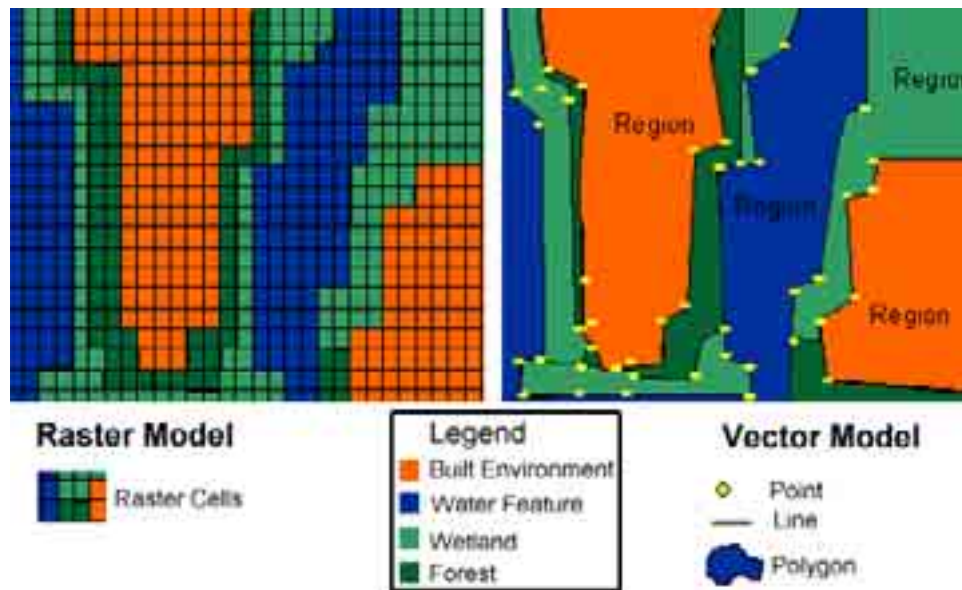 Region
Region
Region
Region
Raster Model
Raster Cells
Legend
Built Environment
Water Feature
Wetland
Forest
Vector Model
Point
Line
Polygon